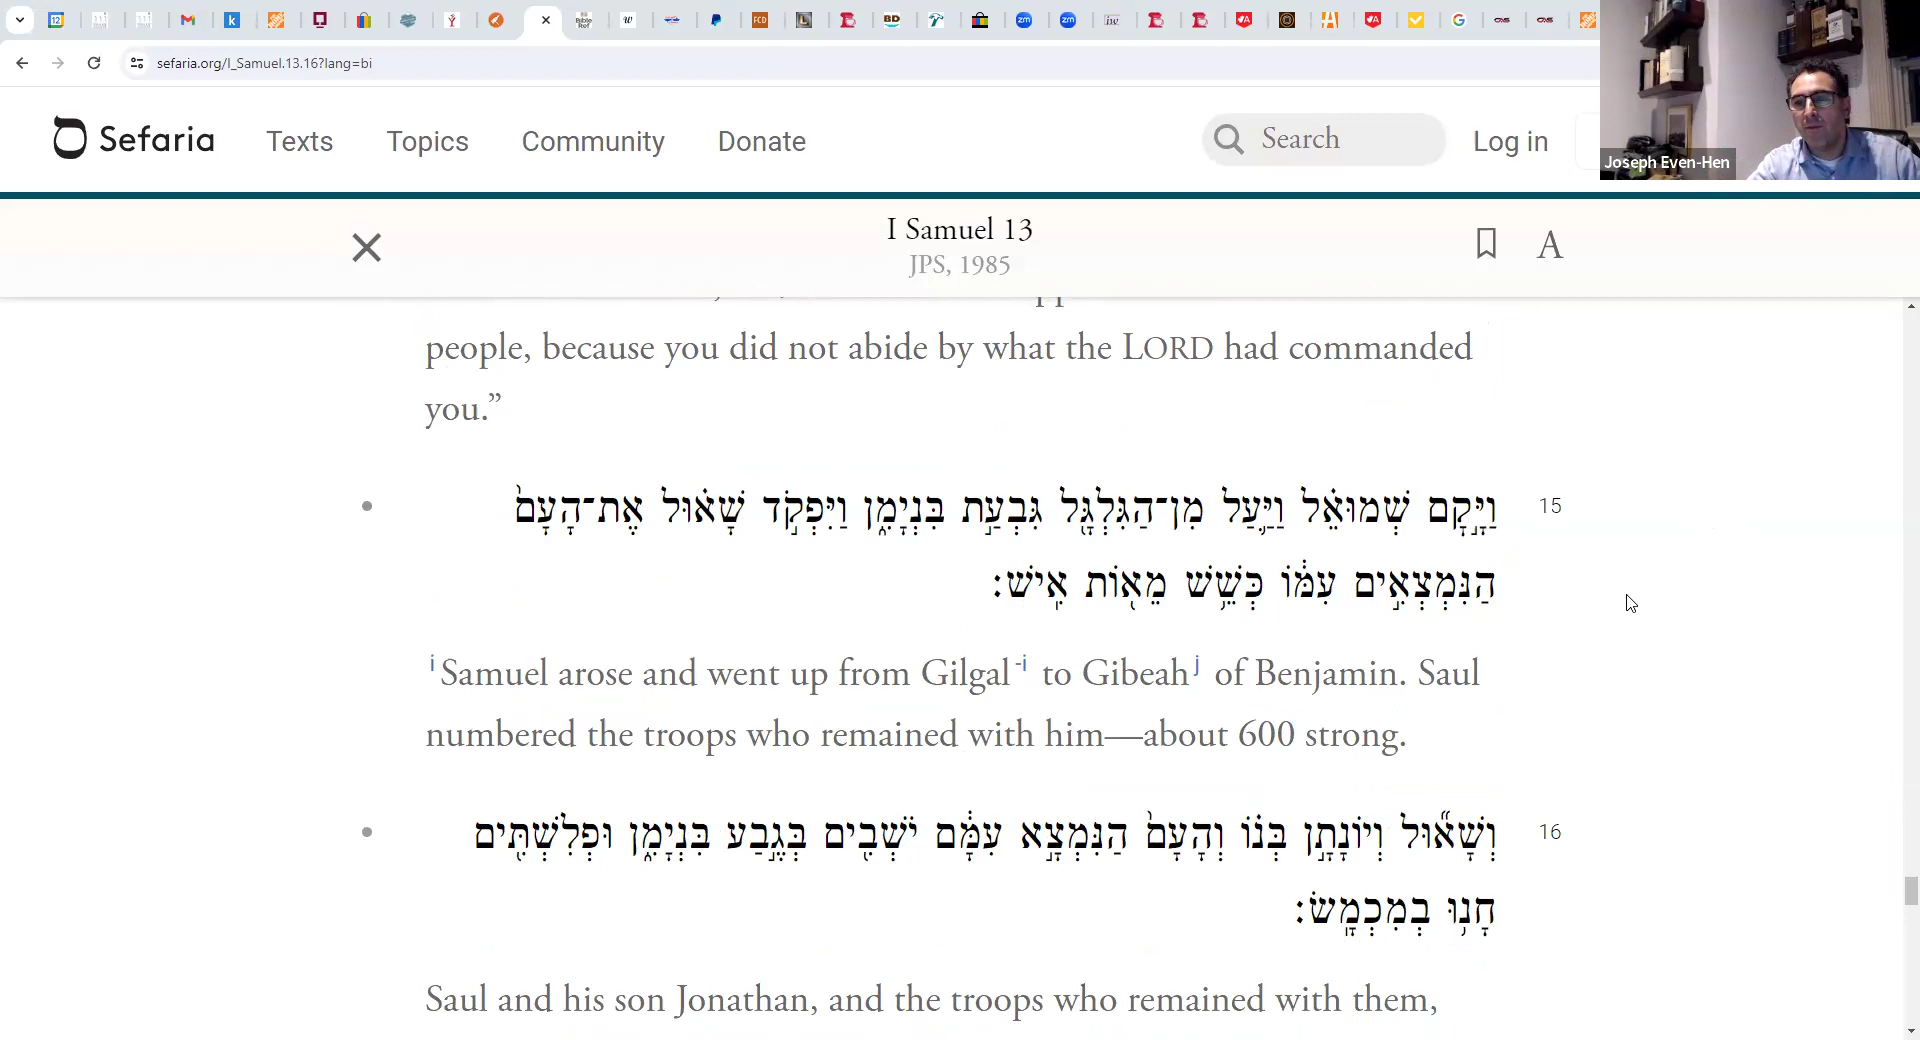 sefaria.org/I_Samuel.13.16?lang=bi
Sefaria Texts Topics Community Donate Search Log in
Joseph Even-Hen
I Samuel 13
JPS, 1985
A
people, because you did not abide by what the LORD had commanded
you.”
15 וַיָּ֣קׇם שְׁמוּאֵ֗ל וַיַּ֛עַל מִן־הַגִּלְגָּ֖ל גִּבְעַ֣ת בִּנְיָמִ֑ן וַיִּפְקֹ֣ד שָׁא֗וּל אֶת־הָעָם֙
הַנִּמְצְאִ֣ים עִמּ֔וֹ כְּשֵׁ֥שׁ מֵא֖וֹת אִֽישׁ׃
i Samuel arose and went up from Gilgal -i to Gibeah j of Benjamin. Saul
numbered the troops who remained with him—about 600 strong.
16 וְשָׁא֞וּל וְיוֹנָתָ֣ן בְּנ֗וֹ וְהָעָם֙ הַנִּמְצָ֣א עִמָּ֔ם יֹשְׁבִ֖ים בְּגֶ֣בַע בִּנְיָמִ֑ן וּפְלִשְׁתִּ֖ים
חָנ֥וּ בְמִכְמָֽשׂ׃
Saul and his son Jonathan, and the troops who remained with them,